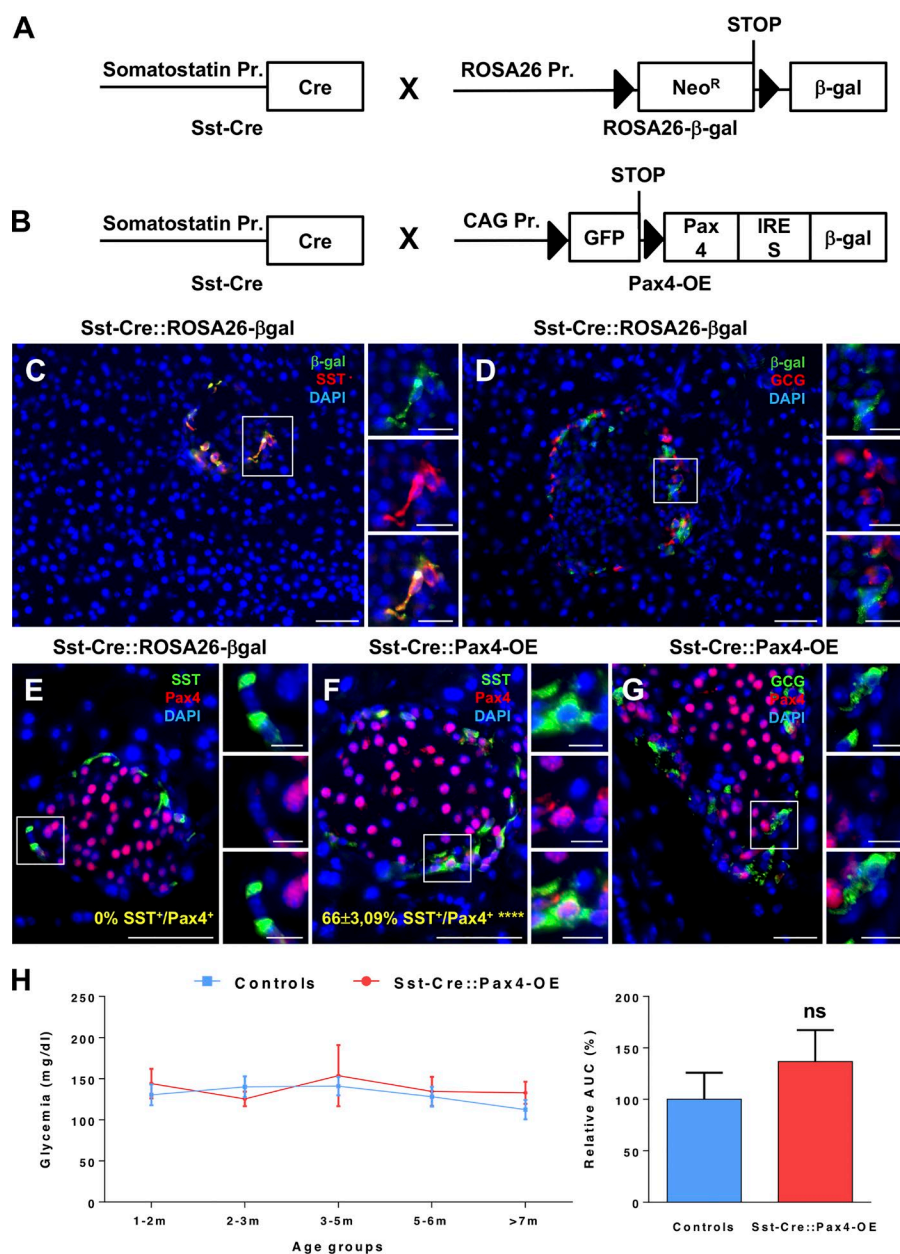 A
STOP
Somatostatin Pr.
Cre
X
ROSA26 Pr.
Neoᴿ
β-gal
Sst-Cre
ROSA26-β-gal
STOP
B
Somatostatin Pr.
Cre
X
CAG Pr.
GFP
Pax
4
IRE
S
β-gal
Sst-Cre
Pax4-OE
Sst-Cre::ROSA26-βgal
Sst-Cre::ROSA26-βgal
C
β-gal
SST
DAPI
D
β-gal
GCG
DAPI
Sst-Cre::ROSA26-βgal
Sst-Cre::Pax4-OE
Sst-Cre::Pax4-OE
E
SST
Pax4
DAPI
0% SST⁺/Pax4⁺
F
SST
Pax4
DAPI
66±3,09% SST⁺/Pax4⁺ ****
G
GCG
Pax4
DAPI
H
Controls
Sst-Cre::Pax4-OE
Glycemia (mg/dl)
250
200
150
100
50
0
1-2m
2-3m
3-5m
5-6m
>7m
Age groups
Relative AUC (%)
200
150
100
50
0
ns
Controls
Sst-Cre::Pax4-OE